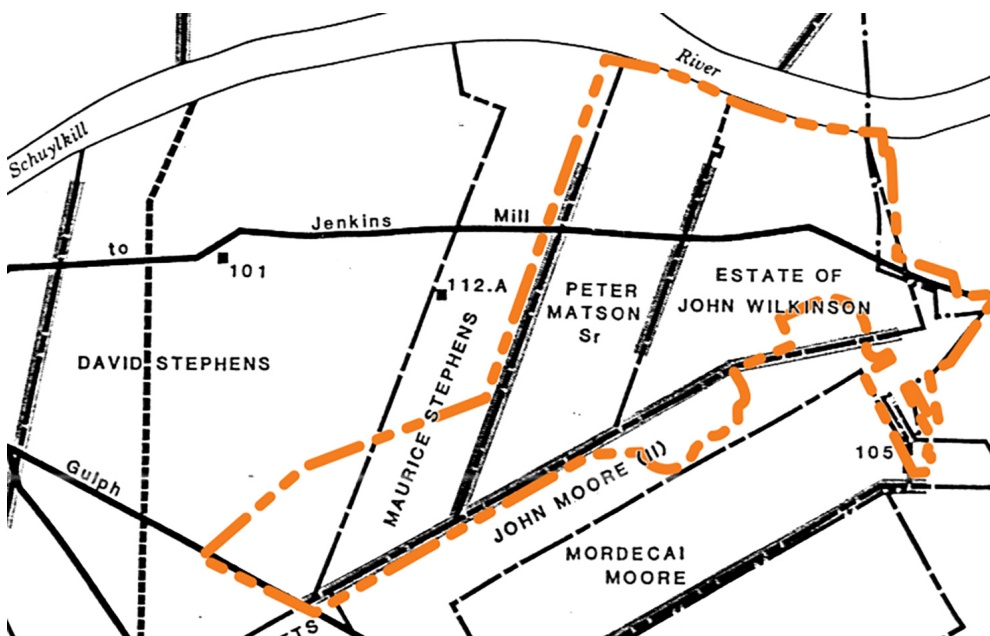 River
Schuylkill
to Jenkins Mill
101
112.A
ESTATE OF
JOHN WILKINSON
PETER
MATSON
Sr
DAVID STEPHENS
MAURICE STEPHENS
Gulph
JOHN MOORE (II)
105
MORDECAI
MOORE
ETTS